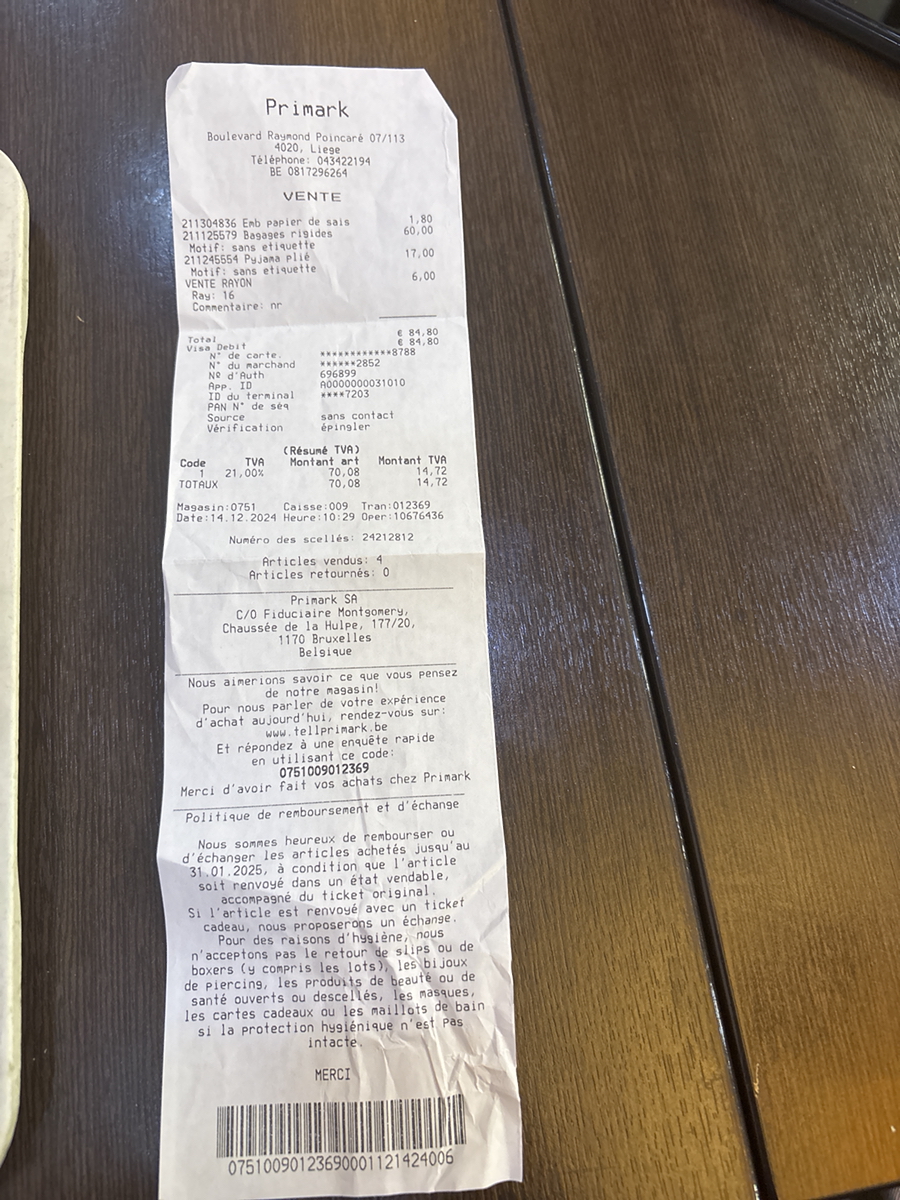 Primark
Boulevard Raymond Poincaré 07/113
4020, Liege
Téléphone: 043422194
BE 0817296264
VENTE
211304836 Emb papier de sais 1,80
211125579 Bagages rigides 60,00
Motif: sans etiquette
211245554 Pyjama plié 17,00
Motif: sans etiquette
VENTE RAYON 6,00
Ray: 16
Commentaire: nr
Total € 84,80
Visa Debit € 84,80
N° de carte. ************8788
N° du marchand ******2852
Nº d'Auth 696899
App. ID A0000000031010
ID du terminal ****7203
PAN N° de séq
Source sans contact
Vérification épingler
(Résumé TVA)
Code TVA Montant art Montant TVA
1 21,00% 70,08 14,72
TOTAUX 70,08 14,72
Magasin:0751 Caisse:009 Tran:012369
Date:14.12.2024 Heure:10:29 Oper:10676436
Numéro des scellés: 24212812
Articles vendus: 4
Articles retournés: 0
Primark SA
C/O Fiduciaire Montgomery,
Chaussée de la Hulpe, 177/20,
1170 Bruxelles
Belgique
Nous aimerions savoir ce que vous pensez
de notre magasin!
Pour nous parler de votre expérience
d'achat aujourd'hui, rendez-vous sur:
www.tellprimark.be
Et répondez à une enquête rapide
en utilisant ce code:
0751009012369
Merci d'avoir fait vos achats chez Primark
Politique de remboursement et d'échange
Nous sommes heureux de rembourser ou
d'échanger les articles achetés jusqu'au
31.01.2025, à condition que l'article
soit renvoyé dans un état vendable,
accompagné du ticket original.
Si l'article est renvoyé avec un ticket
cadeau, nous proposerons un échange.
Pour des raisons d'hygiène, nous
n'acceptons pas le retour de slips ou de
boxers (y compris les lots), les bijoux
de piercing, les produits de beauté ou de
santé ouverts ou descellés, les masques,
les cartes cadeaux ou les maillots de bain
si la protection hygiénique n'est pas
intacte.
MERCI
07510090123690001121424006